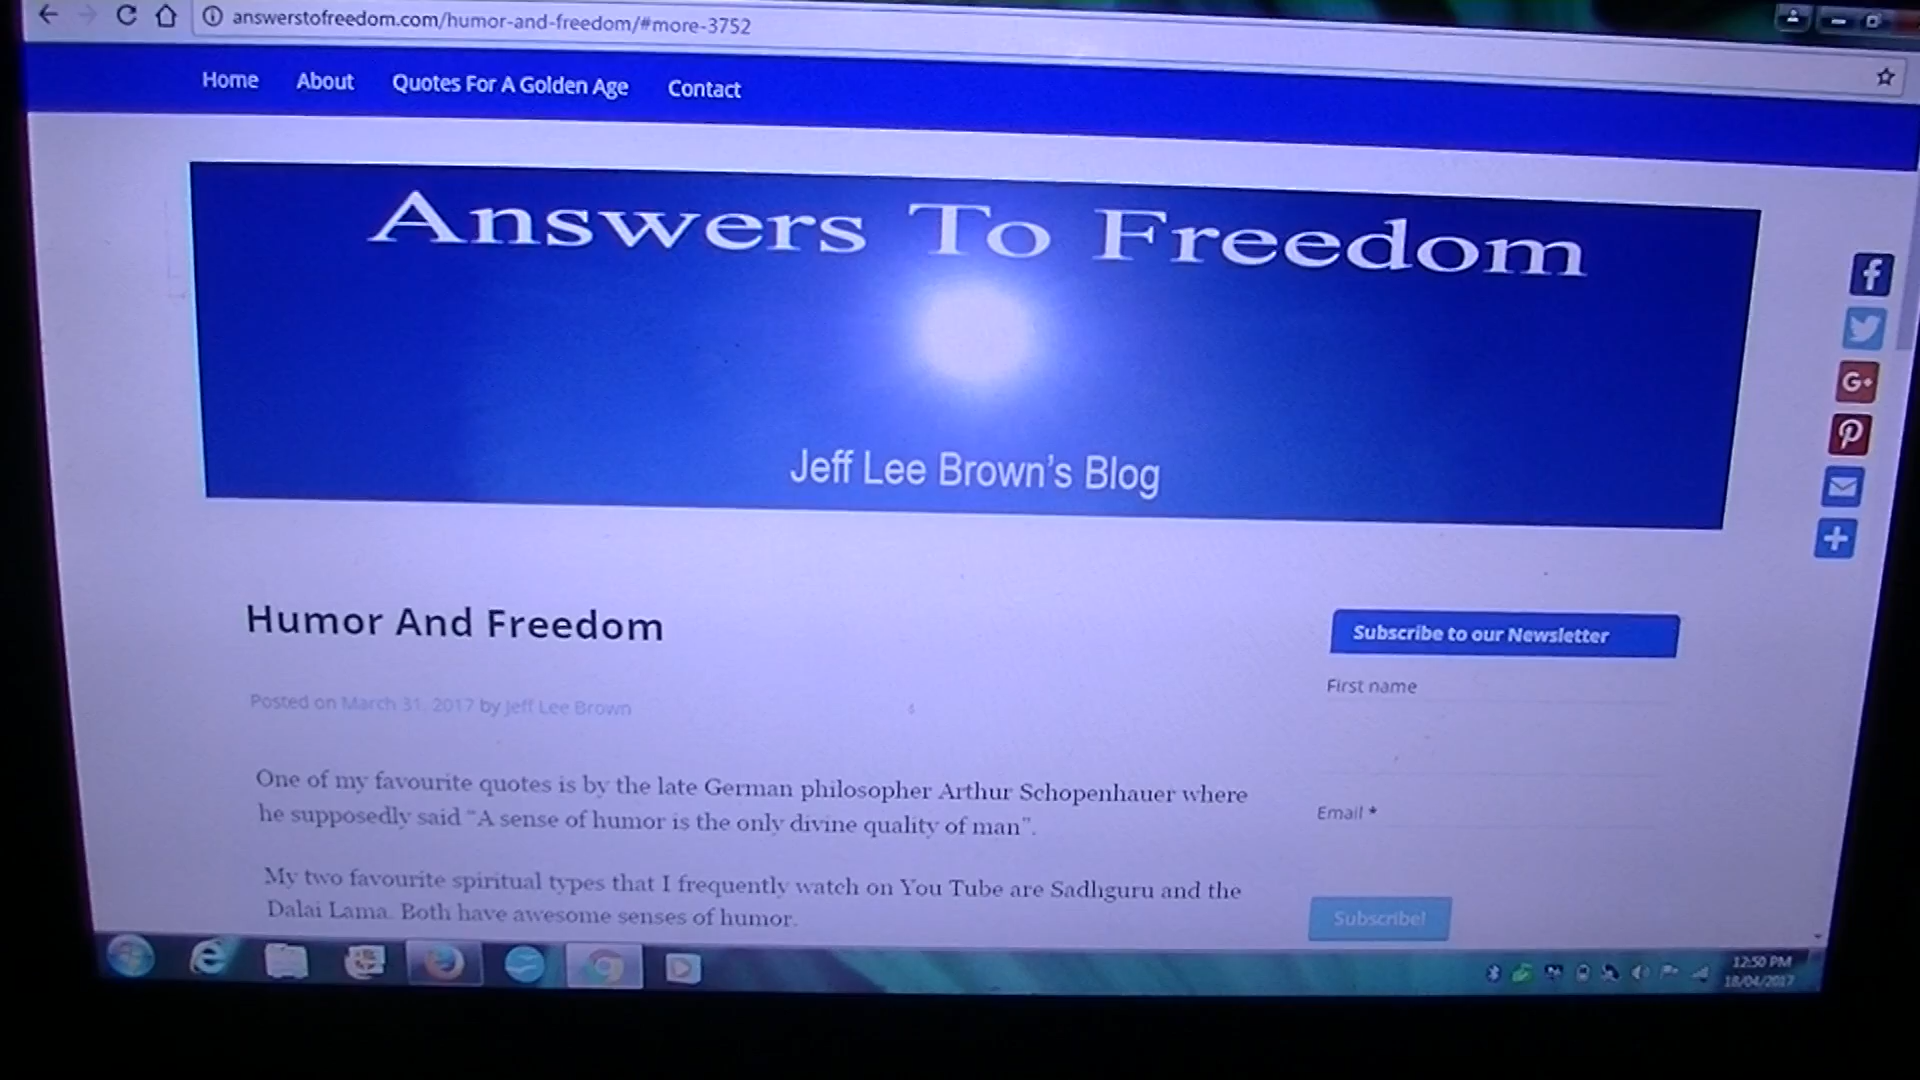 answerstofreedom.com/humor-and-freedom/#more-3752
Home About Quotes For A Golden Age Contact
Answers To Freedom
Jeff Lee Brown's Blog
Humor And Freedom
Posted on March 31, 2017 by Jeff Lee Brown
One of my favourite quotes is by the late German philosopher Arthur Schopenhauer where
he supposedly said "A sense of humor is the only divine quality of man".
My two favourite spiritual types that I frequently watch on You Tube are Sadhguru and the
Dalai Lama. Both have awesome senses of humor.
Subscribe to our Newsletter
First name
Email *
Subscribe!
12:50 PM
18/04/2017